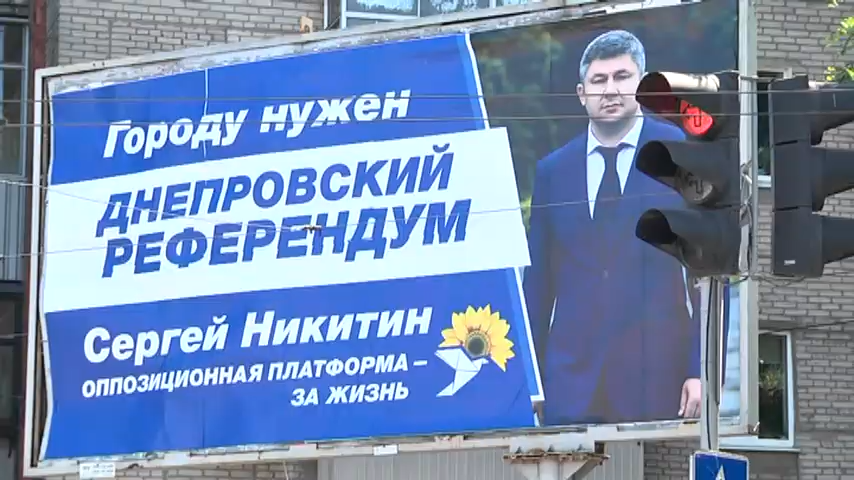 Городу нужен
ДНЕПРОВСКИЙ
РЕФЕРЕНДУМ
Сергей Никитин
ОППОЗИЦИОННАЯ ПЛАТФОРМА –
ЗА ЖИЗНЬ